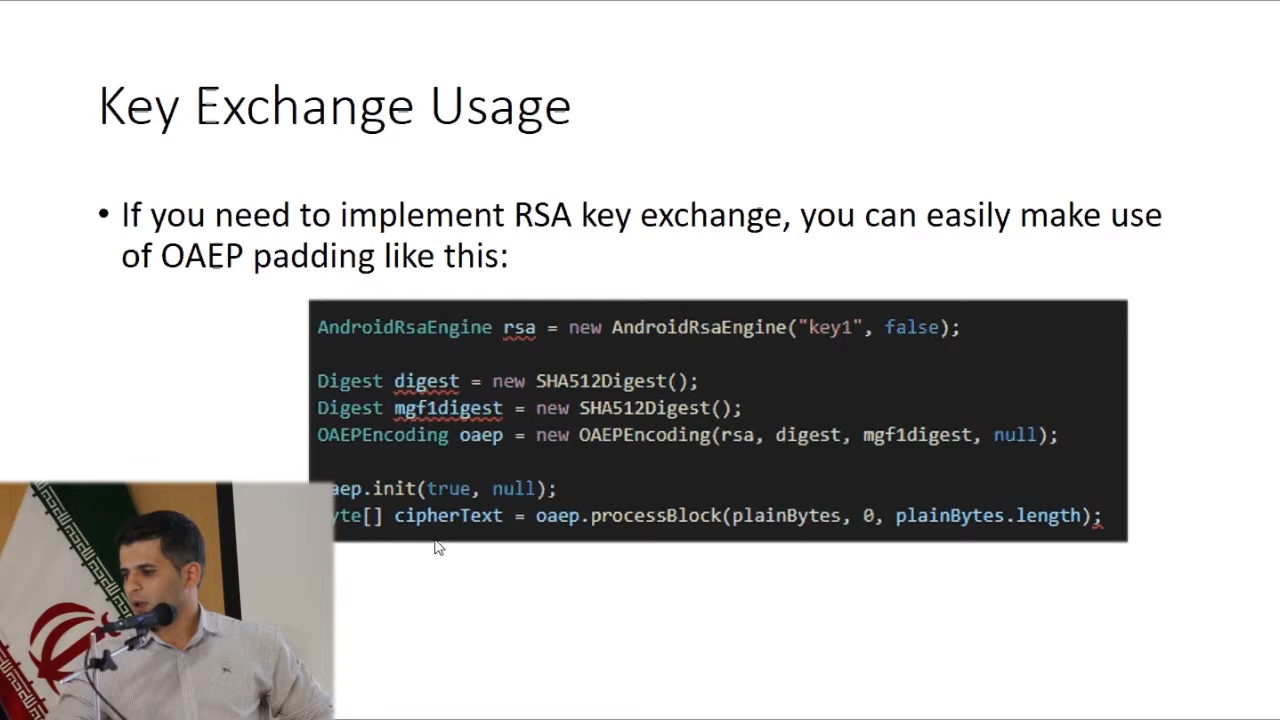 Key Exchange Usage
• If you need to implement RSA key exchange, you can easily make use
of OAEP padding like this:
AndroidRsaEngine rsa = new AndroidRsaEngine("key1", false);
Digest digest = new SHA512Digest();
Digest mgf1digest = new SHA512Digest();
OAEPEncoding oaep = new OAEPEncoding(rsa, digest, mgf1digest, null);
aep.init(true, null);
yte[] cipherText = oaep.processBlock(plainBytes, 0, plainBytes.length);